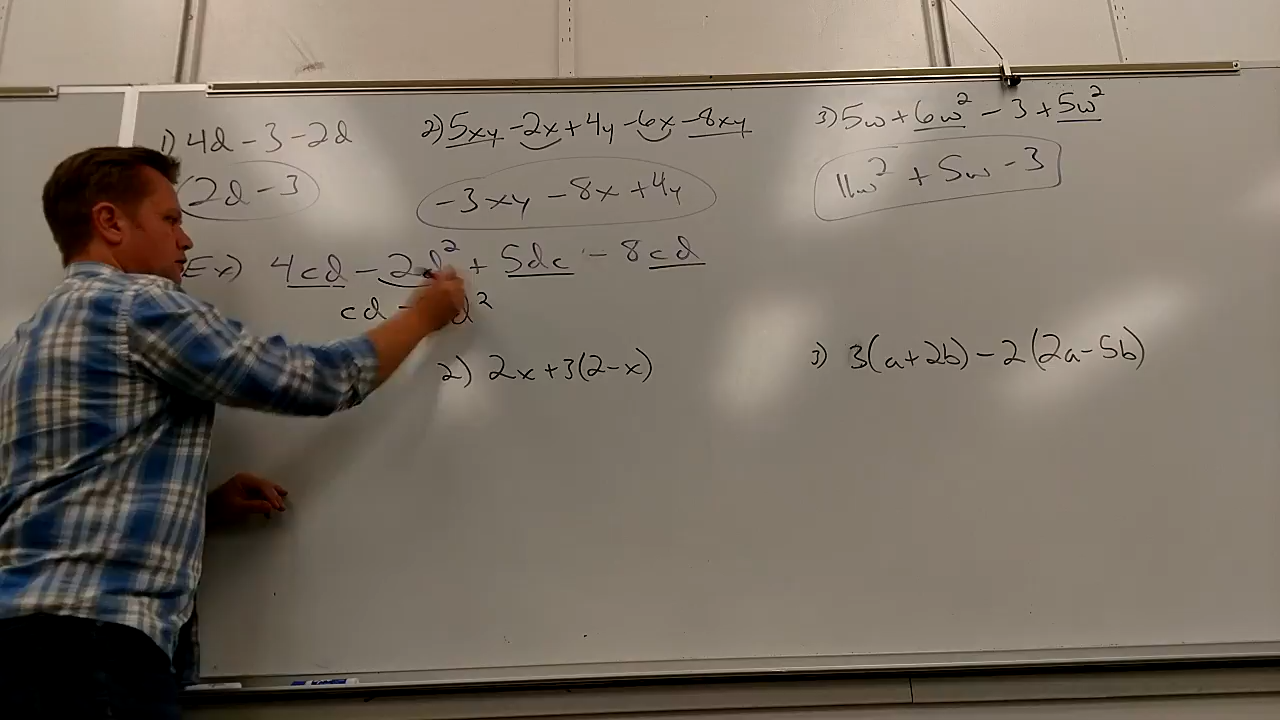 1) 4d - 3 - 2d
2d - 3
2) 5xy - 2x + 4y - 6x - 8xy
-3xy - 8x + 4y
3) 5w + 6w² - 3 + 5w²
11w² + 5w - 3
Ex) 4cd - 2d² + 5dc - 8cd
cd - d²
2) 2x + 3(2-x)
3) 3(a+2b) - 2(2a-5b)